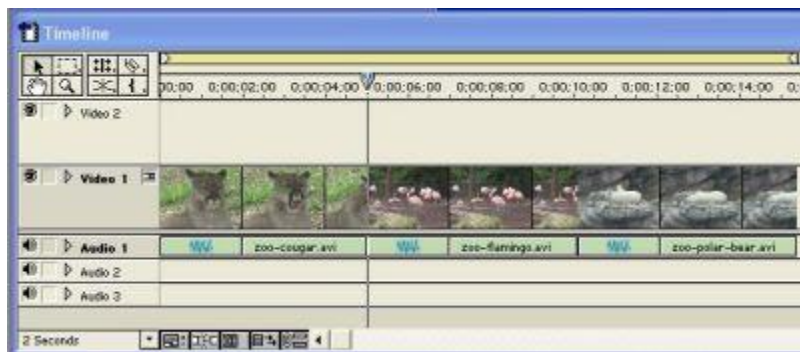 Timeline
00:00 0:00:02:00 0:00:04:00 0:00:06:00 0:00:08:00 0:00:10:00 0:00:12:00 0:00:14:00 0:
Video 2
Video 1
Audio 1 zoo-cougar.avi zoo-flamingo.avi zoo-polar-bear.avi
Audio 2
Audio 3
2 Seconds